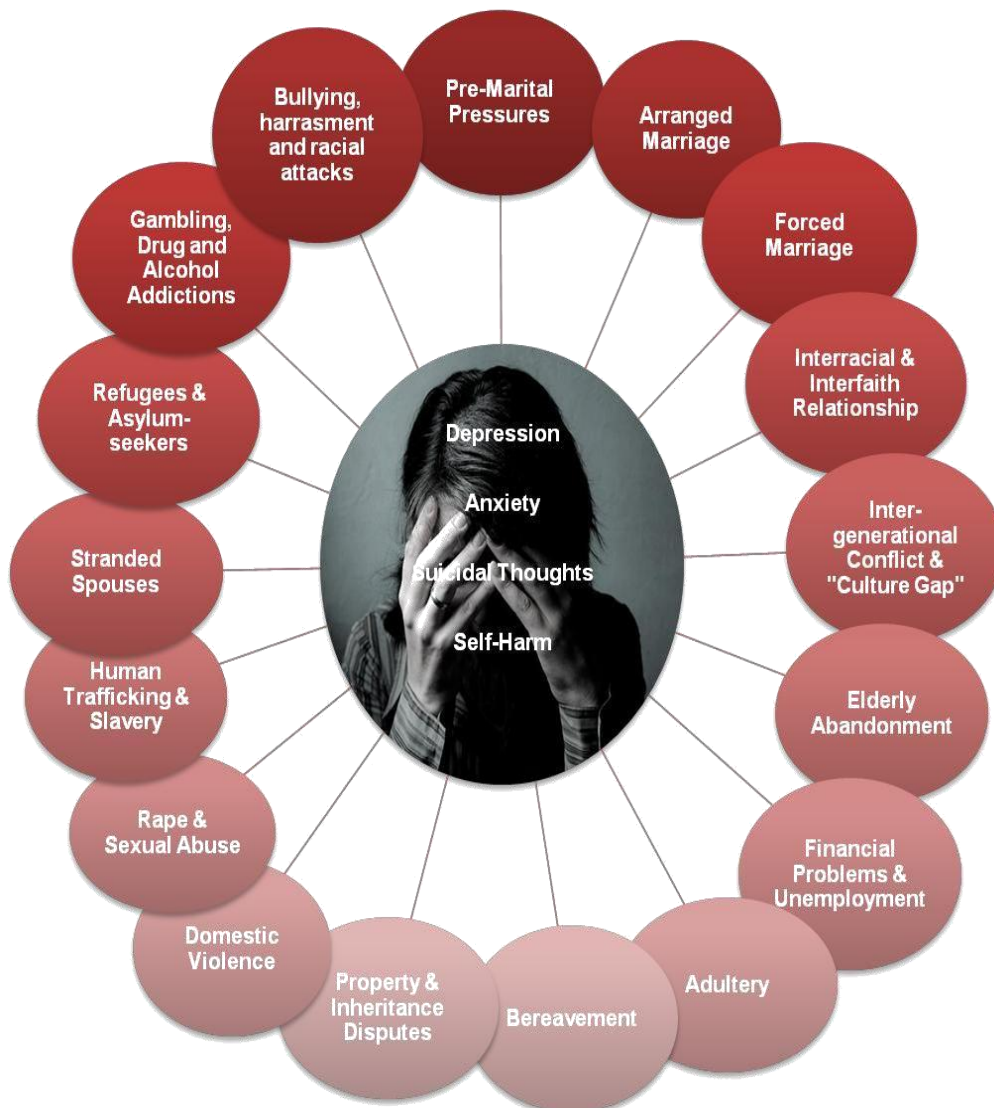 Pre-Marital
Pressures
Arranged
Marriage
Forced
Marriage
Interracial &
Interfaith
Relationship
Inter-
generational
Conflict &
"Culture Gap"
Elderly
Abandonment
Financial
Problems &
Unemployment
Adultery
Bereavement
Property &
Inheritance
Disputes
Domestic
Violence
Rape &
Sexual Abuse
Human
Trafficking &
Slavery
Stranded
Spouses
Refugees &
Asylum-
seekers
Gambling,
Drug and
Alcohol
Addictions
Bullying,
harrasment
and racial
attacks
Depression
Anxiety
Suicidal Thoughts
Self-Harm